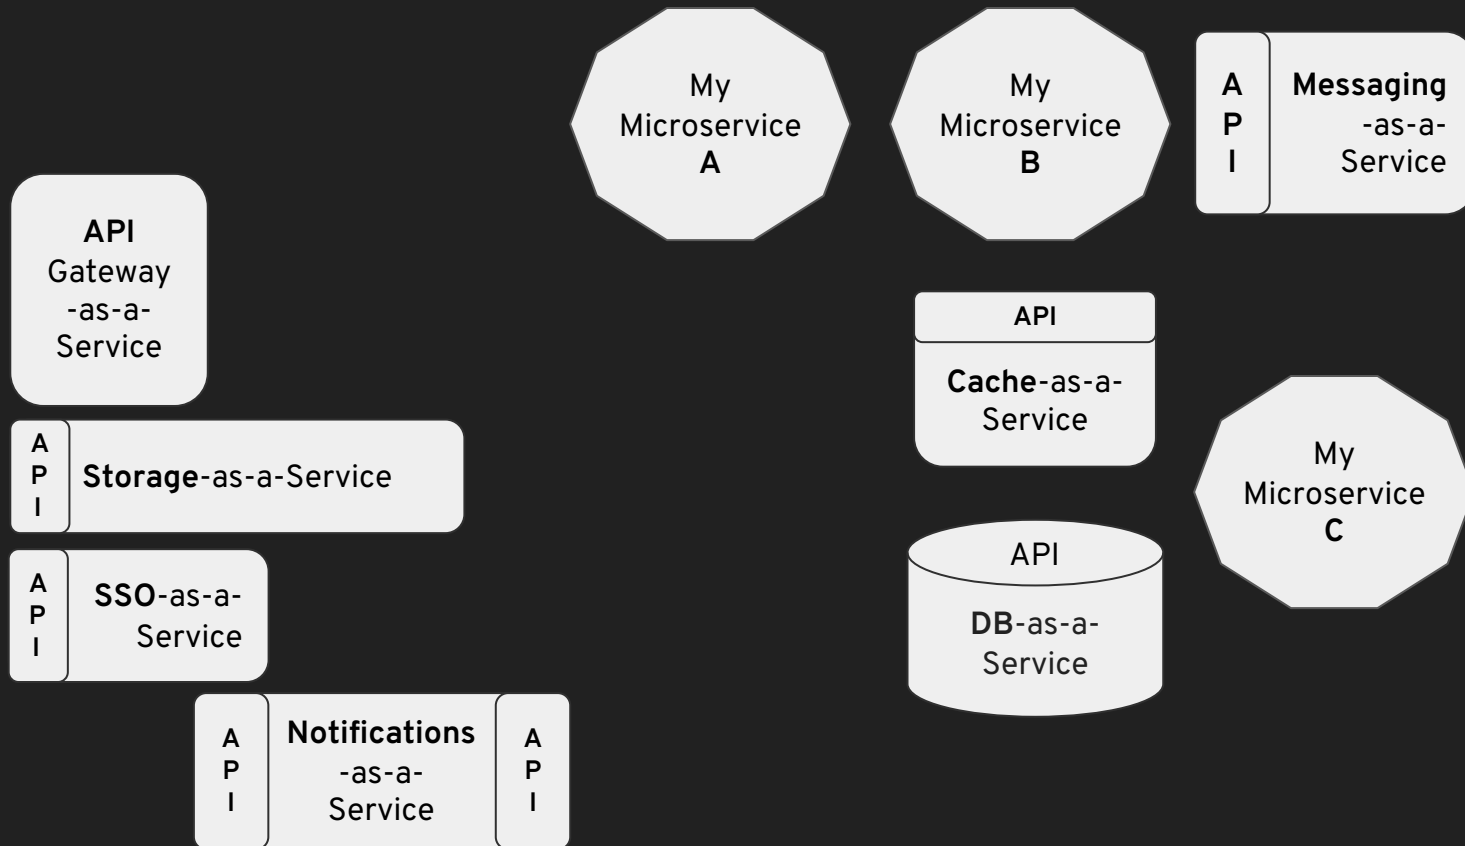 My
Microservice
A
My
Microservice
B
A
P
I
Messaging
-as-a-
Service
API
Gateway
-as-a-
Service
API
Cache-as-a-
Service
A
P
I
Storage-as-a-Service
My
Microservice
C
A
P
I
SSO-as-a-
Service
API
DB-as-a-
Service
A
P
I
Notifications
-as-a-
Service
A
P
I